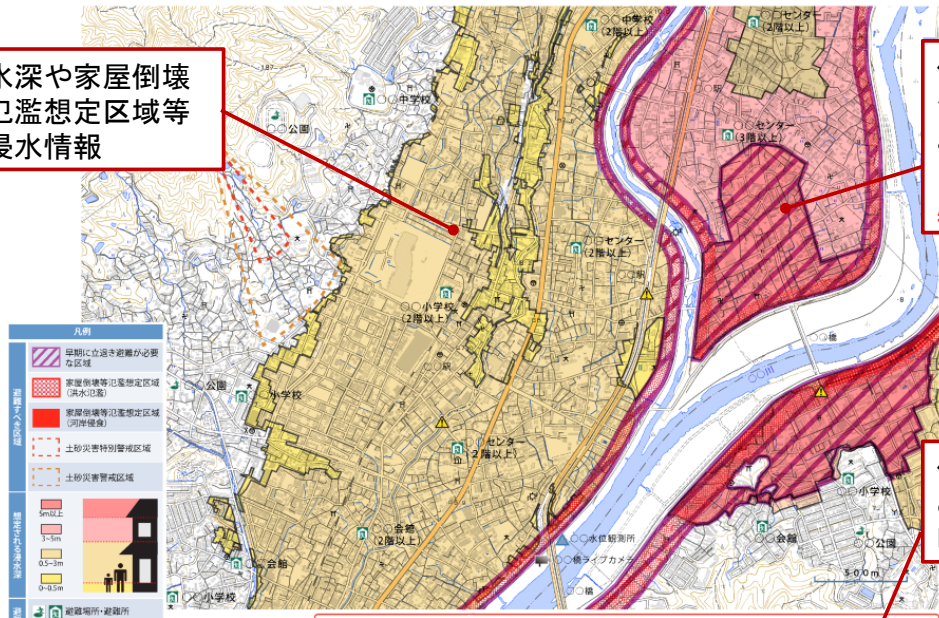 水深や家屋倒壊
氾濫想定区域等
浸水情報
○○中学校
(2階以上)
○○センター
(2階以上)
○○中学校
○○公園
○○センター
(3階以上)
○○センター
(2階以上)
○○駅
○○小学校
(2階以上)
○○駅
○○橋
○○川
公園
小学校
○○センター
2階以上)
○○会館
(2階以上)
会館
○○小学校
○○水位観測所
○○橋ライブカメラ
○○橋
○○小学校
○○会館
○○公園
500m
凡例
避難すべき区域
早期に立退き避難が必要
な区域
家屋倒壊等氾濫想定区域
(洪水氾濫)
家屋倒壊等氾濫想定区域
(河岸侵食)
土砂災害特別警戒区域
土砂災害警戒区域
想定される浸水深
5m以上
3~5m
0.5~3m
0~0.5m
避難場所・避難所